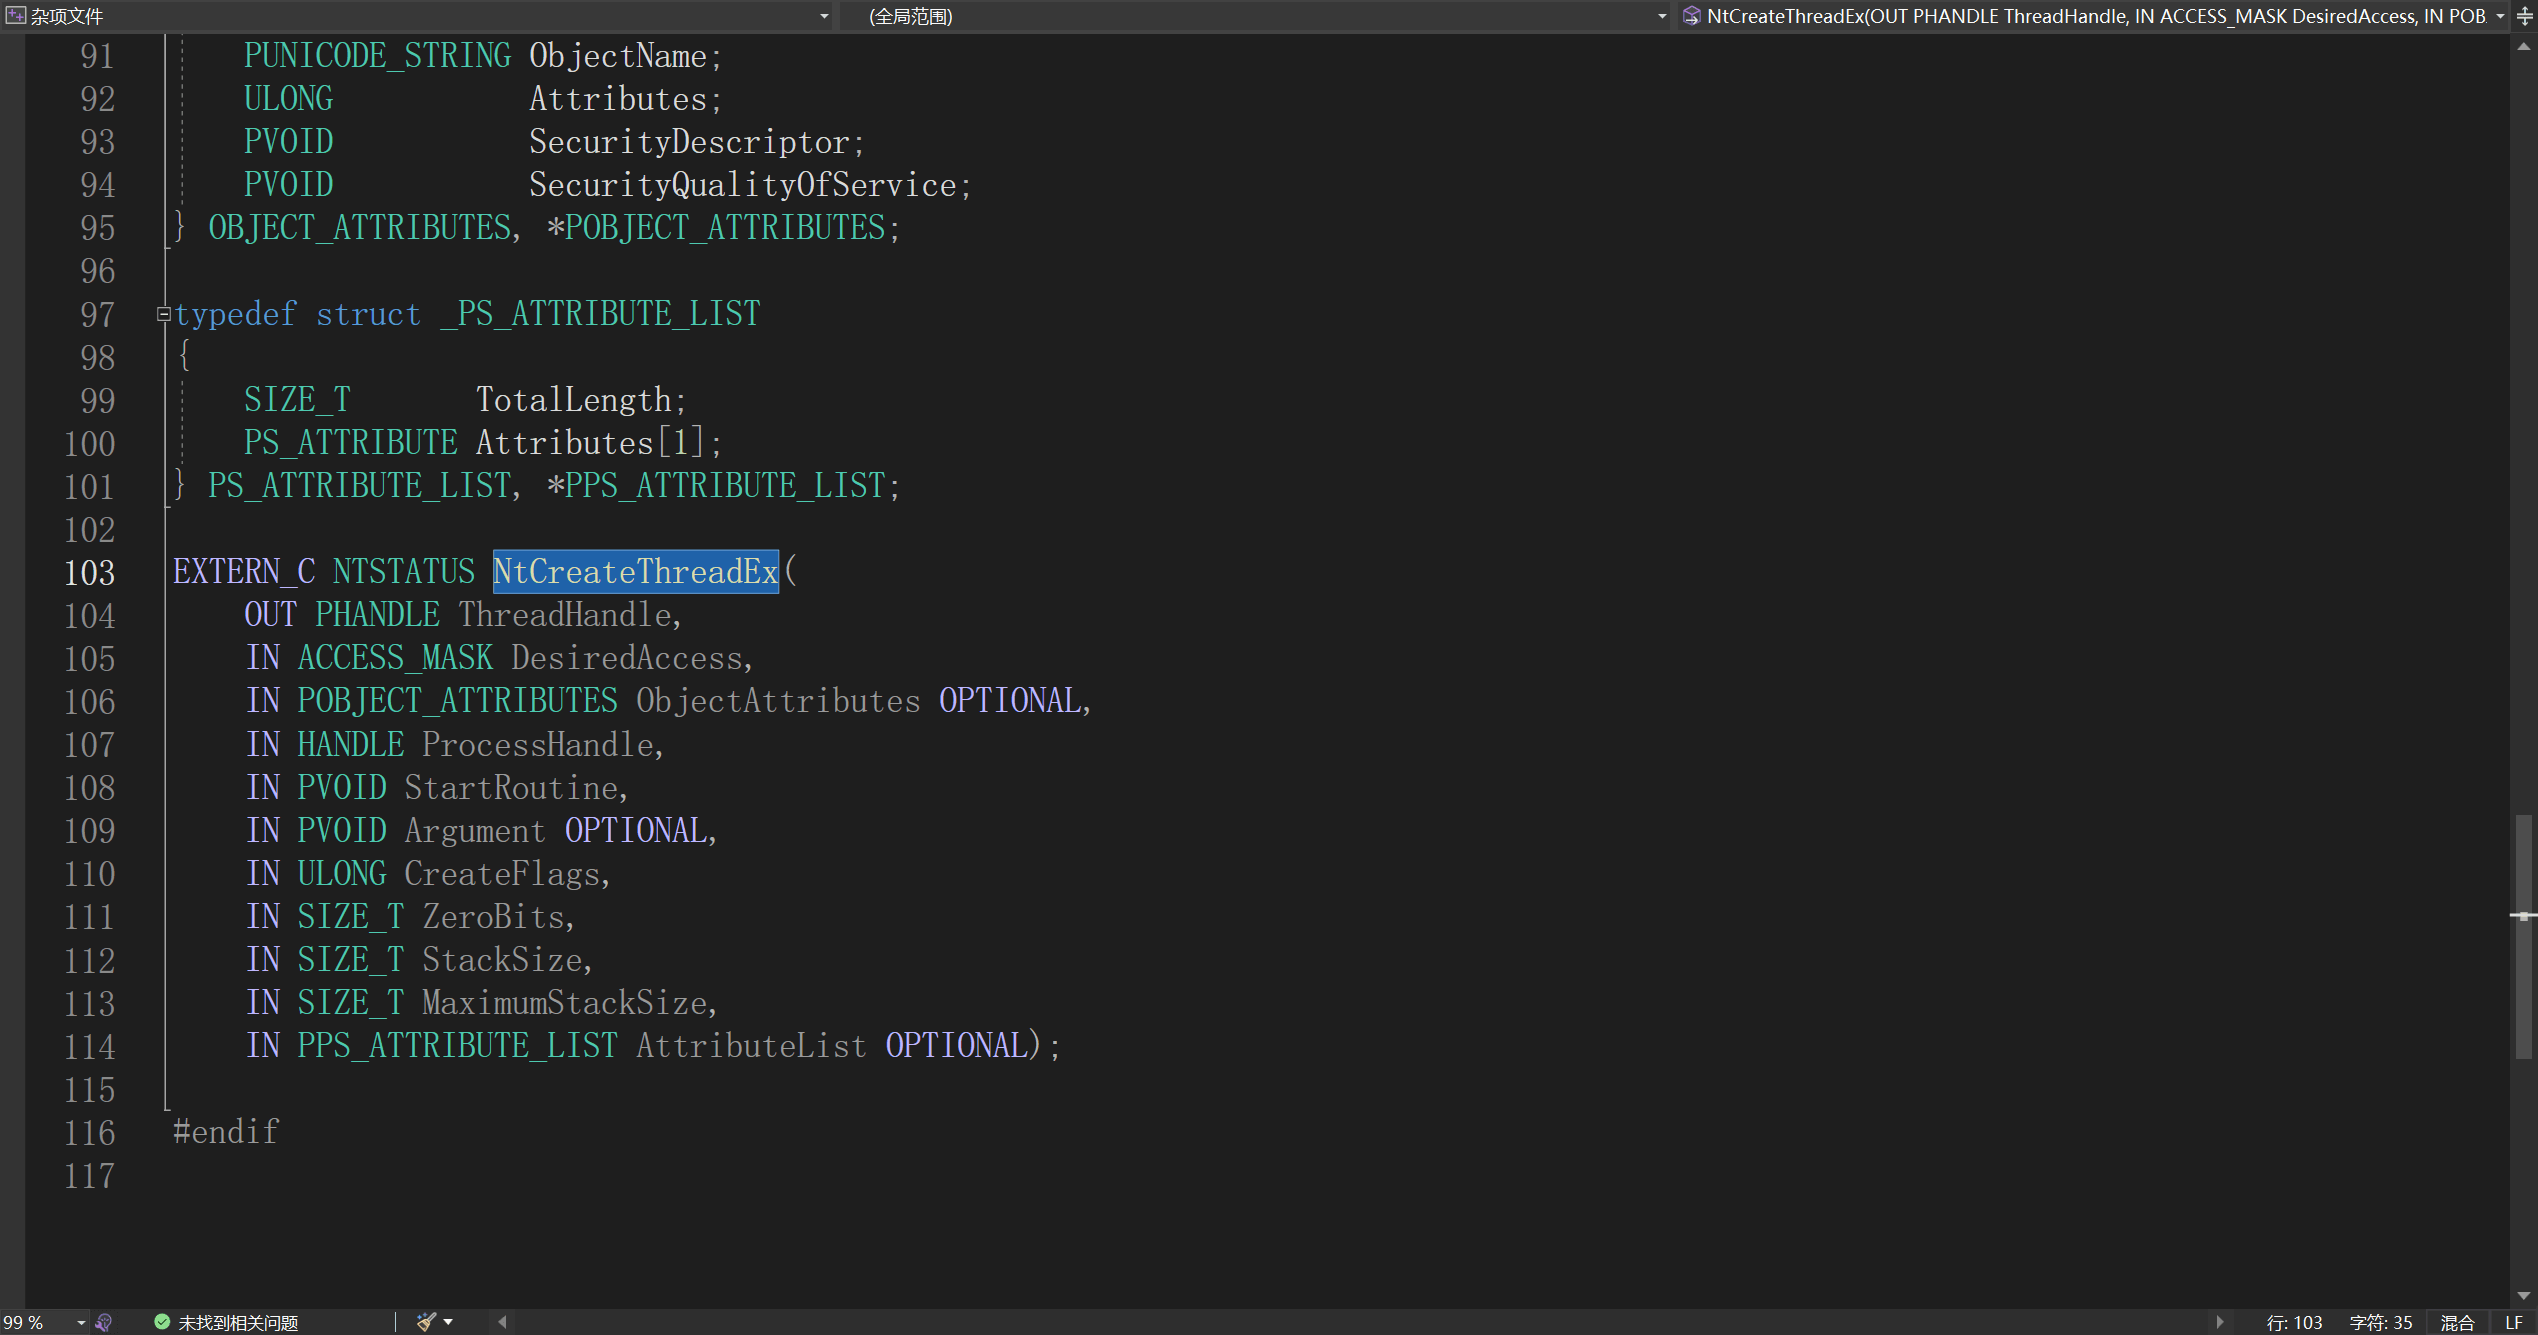 杂项文件 (全局范围) NtCreateThreadEx(OUT PHANDLE ThreadHandle, IN ACCESS_MASK DesiredAccess, IN POB
91 PUNICODE_STRING ObjectName;
92 ULONG Attributes;
93 PVOID SecurityDescriptor;
94 PVOID SecurityQualityOfService;
95 } OBJECT_ATTRIBUTES, *POBJECT_ATTRIBUTES;
96
97 typedef struct _PS_ATTRIBUTE_LIST
98 {
99 SIZE_T TotalLength;
100 PS_ATTRIBUTE Attributes[1];
101 } PS_ATTRIBUTE_LIST, *PPS_ATTRIBUTE_LIST;
102
103 EXTERN_C NTSTATUS NtCreateThreadEx(
104 OUT PHANDLE ThreadHandle,
105 IN ACCESS_MASK DesiredAccess,
106 IN POBJECT_ATTRIBUTES ObjectAttributes OPTIONAL,
107 IN HANDLE ProcessHandle,
108 IN PVOID StartRoutine,
109 IN PVOID Argument OPTIONAL,
110 IN ULONG CreateFlags,
111 IN SIZE_T ZeroBits,
112 IN SIZE_T StackSize,
113 IN SIZE_T MaximumStackSize,
114 IN PPS_ATTRIBUTE_LIST AttributeList OPTIONAL);
115
116 #endif
117
99 % 未找到相关问题 行: 103 字符: 35 混合 LF